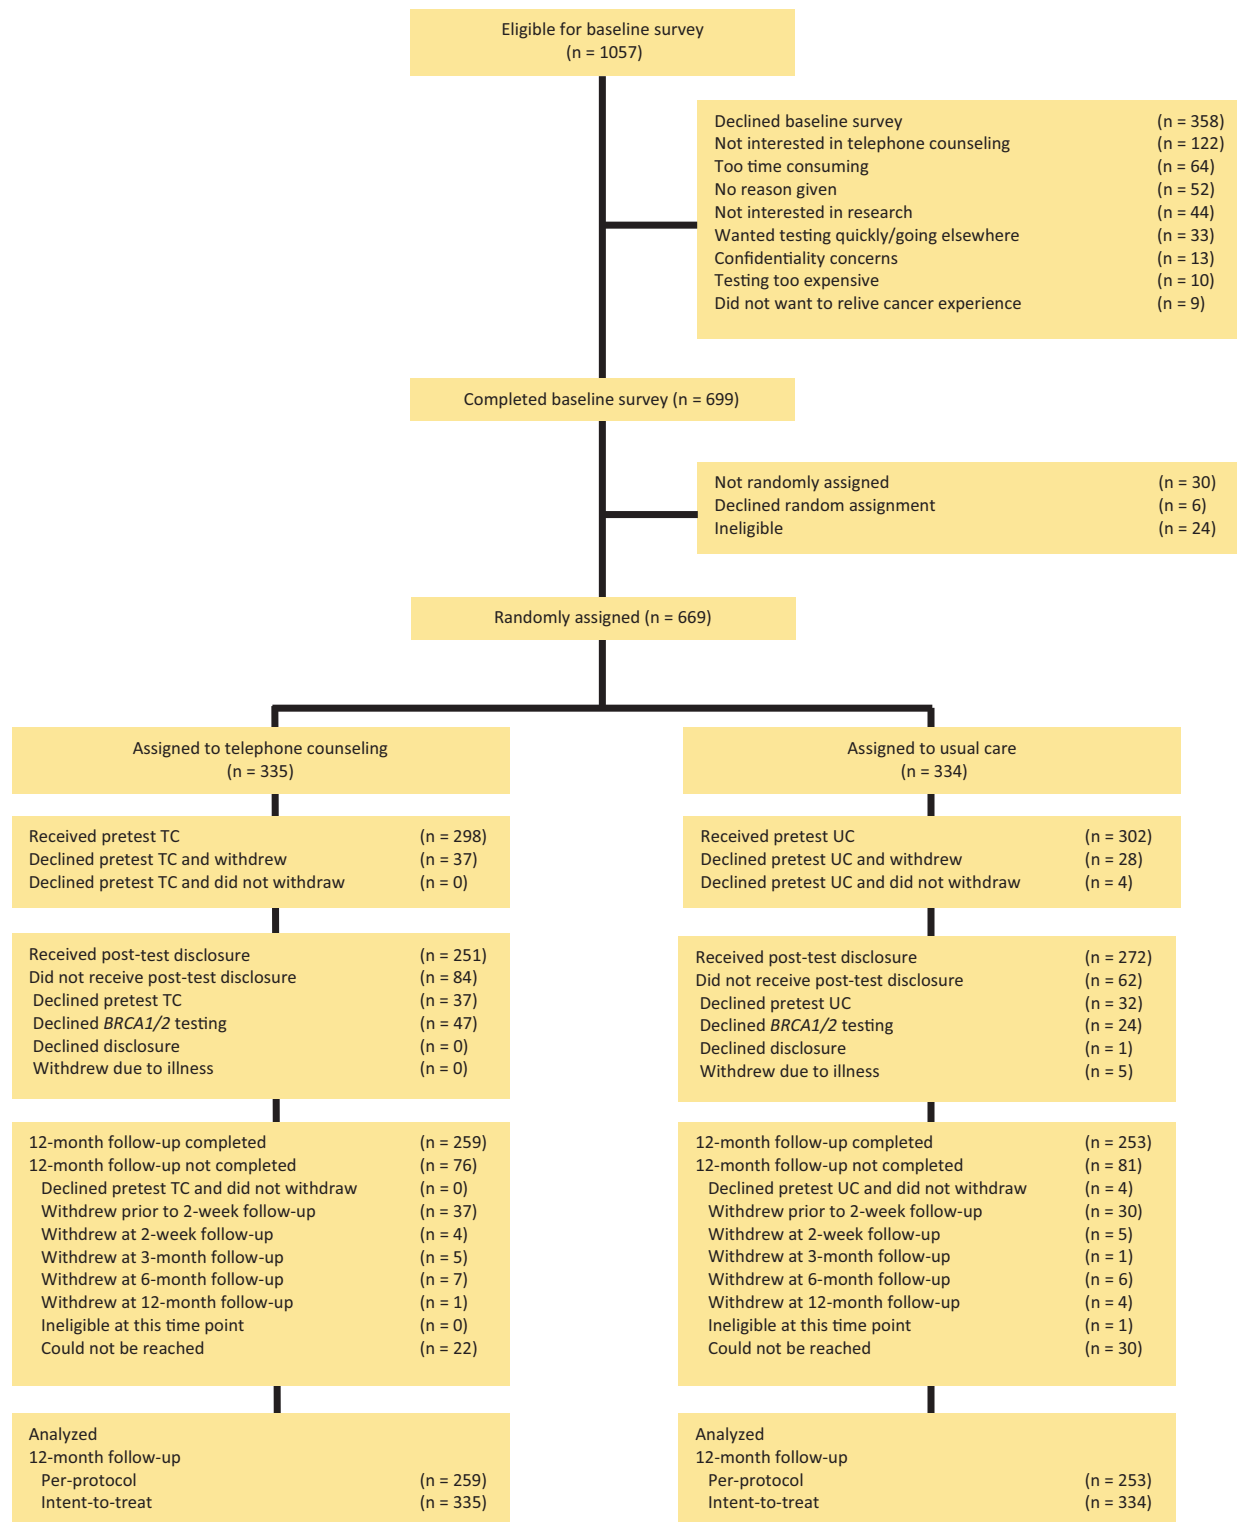 Eligible for baseline survey
(n = 1057)
Declined baseline survey (n = 358)
Not interested in telephone counseling (n = 122)
Too time consuming (n = 64)
No reason given (n = 52)
Not interested in research (n = 44)
Wanted testing quickly/going elsewhere (n = 33)
Confidentiality concerns (n = 13)
Testing too expensive (n = 10)
Did not want to relive cancer experience (n = 9)
Completed baseline survey (n = 699)
Not randomly assigned (n = 30)
Declined random assignment (n = 6)
Ineligible (n = 24)
Randomly assigned (n = 669)
Assigned to telephone counseling
(n = 335)
Received pretest TC (n = 298)
Declined pretest TC and withdrew (n = 37)
Declined pretest TC and did not withdraw (n = 0)
Received post-test disclosure (n = 251)
Did not receive post-test disclosure (n = 84)
Declined pretest TC (n = 37)
Declined BRCA1/2 testing (n = 47)
Declined disclosure (n = 0)
Withdrew due to illness (n = 0)
12-month follow-up completed (n = 259)
12-month follow-up not completed (n = 76)
Declined pretest TC and did not withdraw (n = 0)
Withdrew prior to 2-week follow-up (n = 37)
Withdrew at 2-week follow-up (n = 4)
Withdrew at 3-month follow-up (n = 5)
Withdrew at 6-month follow-up (n = 7)
Withdrew at 12-month follow-up (n = 1)
Ineligible at this time point (n = 0)
Could not be reached (n = 22)
Analyzed
12-month follow-up
Per-protocol (n = 259)
Intent-to-treat (n = 335)
Assigned to usual care
(n = 334)
Received pretest UC (n = 302)
Declined pretest UC and withdrew (n = 28)
Declined pretest UC and did not withdraw (n = 4)
Received post-test disclosure (n = 272)
Did not receive post-test disclosure (n = 62)
Declined pretest UC (n = 32)
Declined BRCA1/2 testing (n = 24)
Declined disclosure (n = 1)
Withdrew due to illness (n = 5)
12-month follow-up completed (n = 253)
12-month follow-up not completed (n = 81)
Declined pretest UC and did not withdraw (n = 4)
Withdrew prior to 2-week follow-up (n = 30)
Withdrew at 2-week follow-up (n = 5)
Withdrew at 3-month follow-up (n = 1)
Withdrew at 6-month follow-up (n = 6)
Withdrew at 12-month follow-up (n = 4)
Ineligible at this time point (n = 1)
Could not be reached (n = 30)
Analyzed
12-month follow-up
Per-protocol (n = 253)
Intent-to-treat (n = 334)